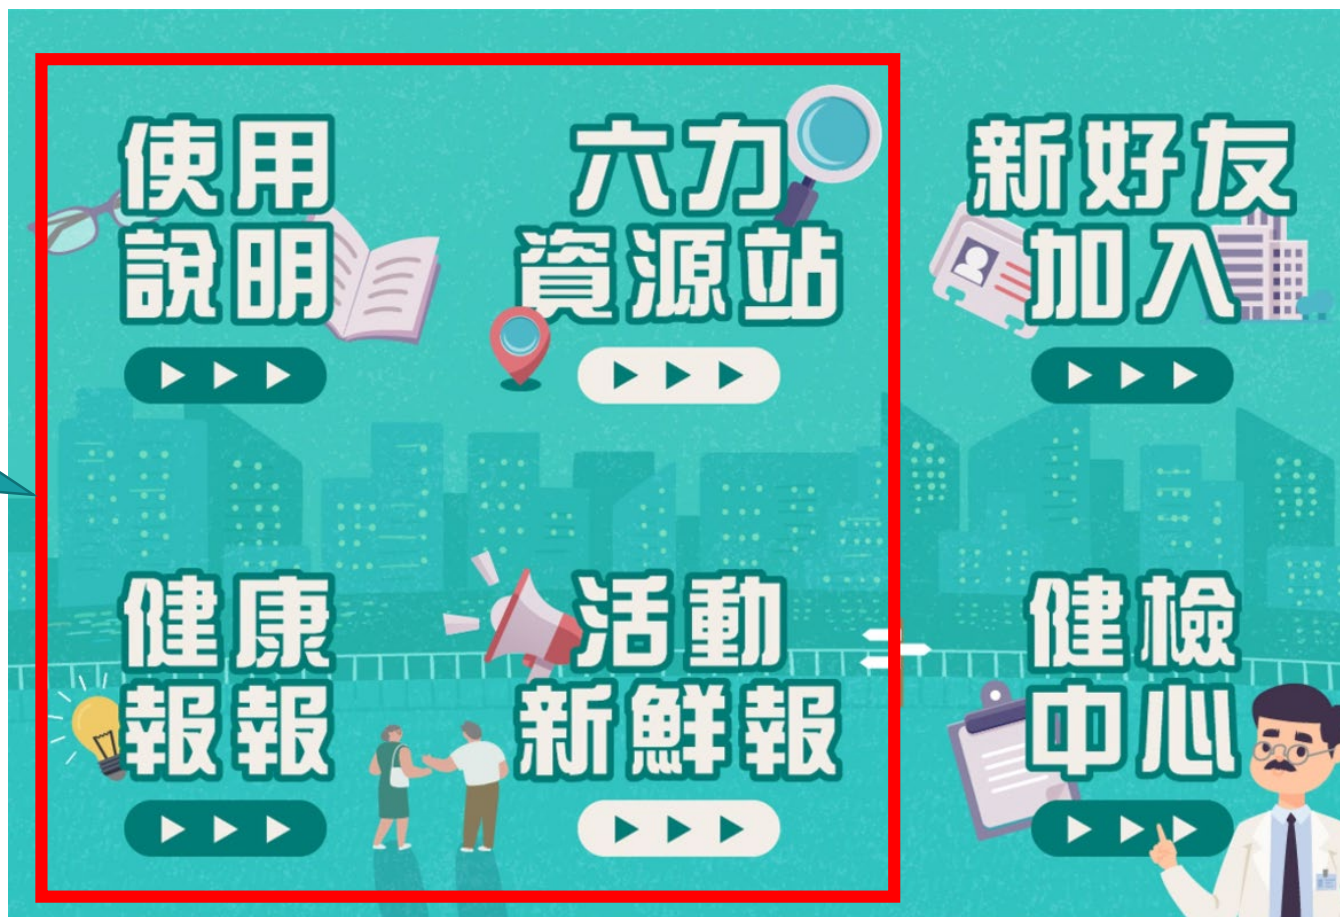 使用
說明
六力
資源站
新好友
加入
健康
報報
活動
新鮮報
健檢
中心